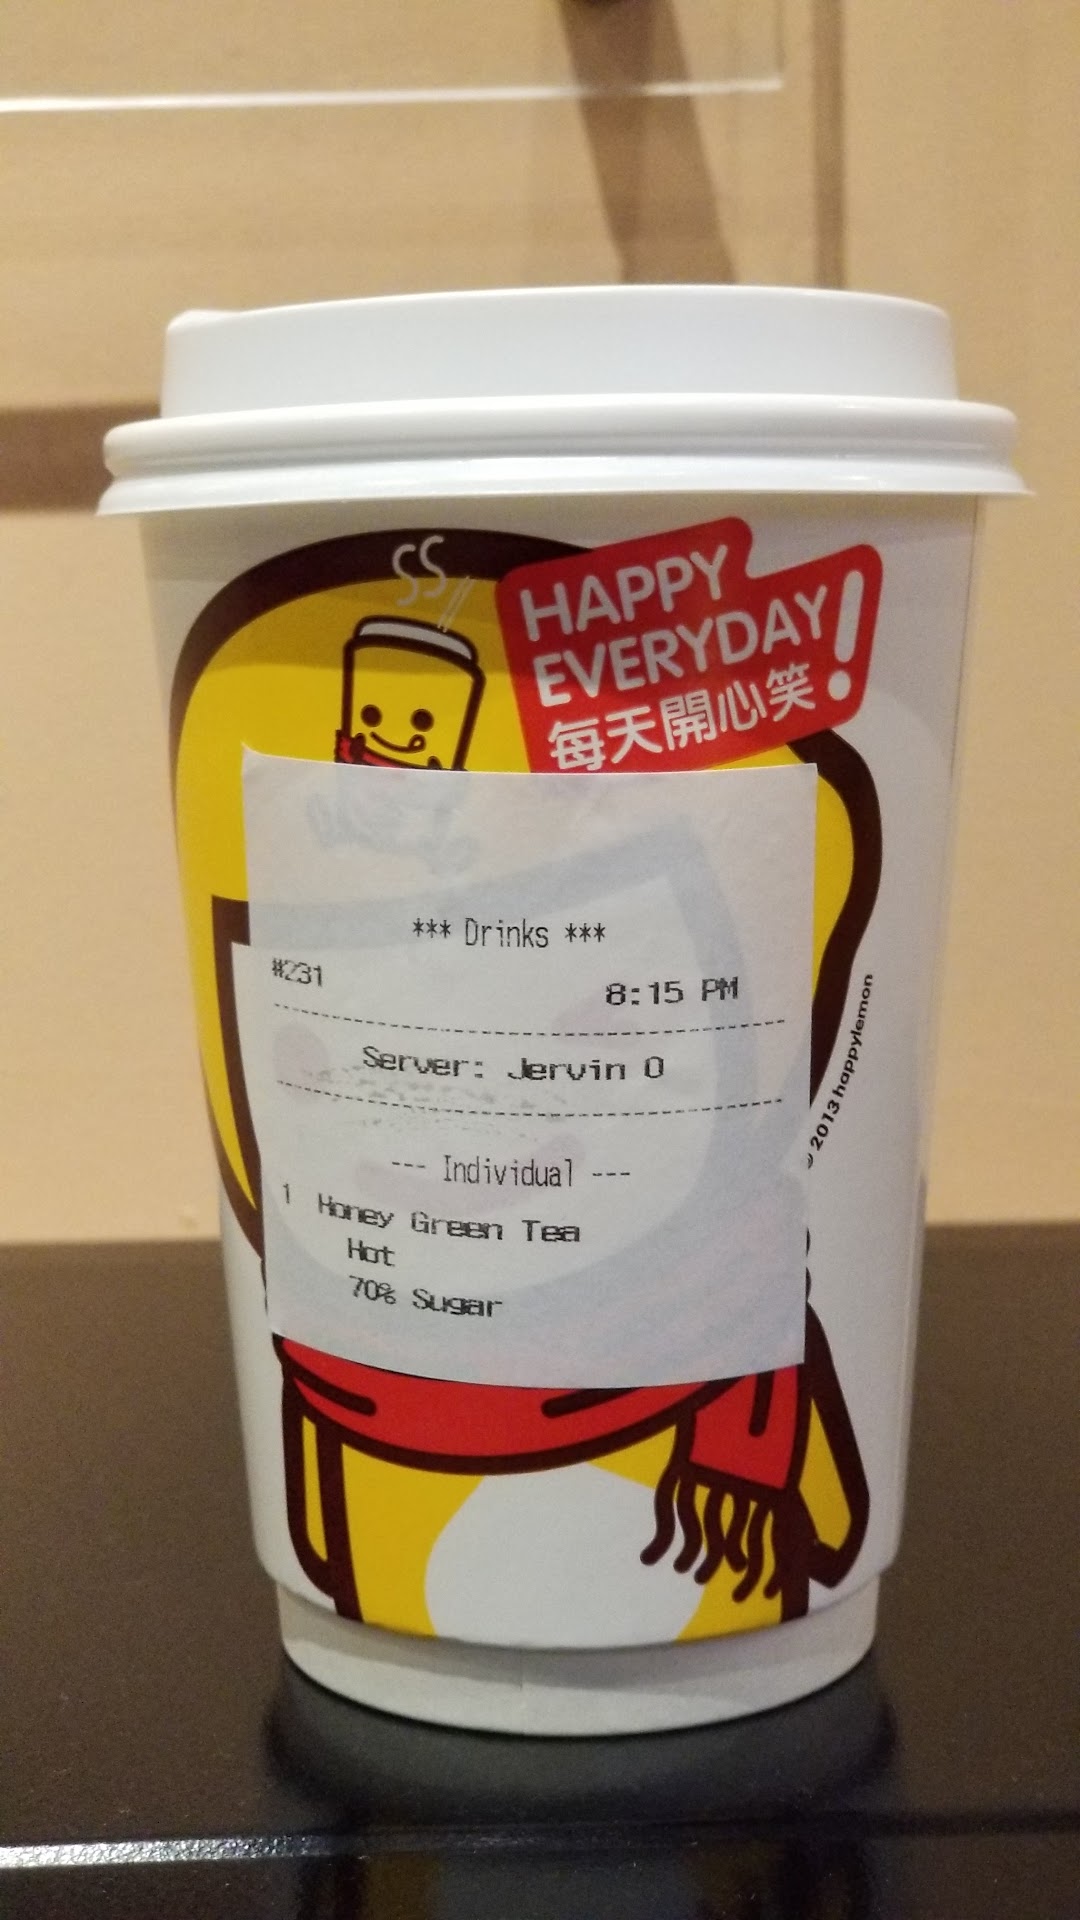 HAPPY
EVERYDAY!
每天開心笑
*** Drinks ***
#231 8:15 PM
Server: Jervin O
--- Individual ---
1 Honey Green Tea
Hot
70% Sugar
© 2013 happylemon